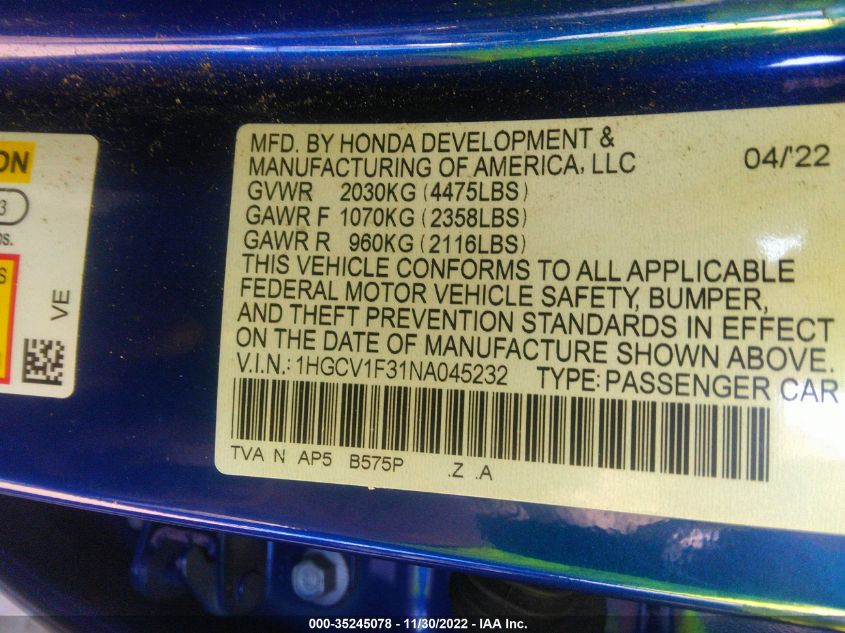 ON
3
os.
S
VE
MFD. BY HONDA DEVELOPMENT &
MANUFACTURING OF AMERICA, LLC 04/'22
GVWR 2030KG (4475LBS)
GAWR F 1070KG (2358LBS)
GAWR R 960KG (2116LBS)
THIS VEHICLE CONFORMS TO ALL APPLICABLE
FEDERAL MOTOR VEHICLE SAFETY, BUMPER,
AND THEFT PREVENTION STANDARDS IN EFFECT
ON THE DATE OF MANUFACTURE SHOWN ABOVE.
V.I.N.: 1HGCV1F31NA045232 TYPE: PASSENGER CAR
TVA N AP5 B575P .Z .A
000-35245078 - 11/30/2022 - IAA Inc.